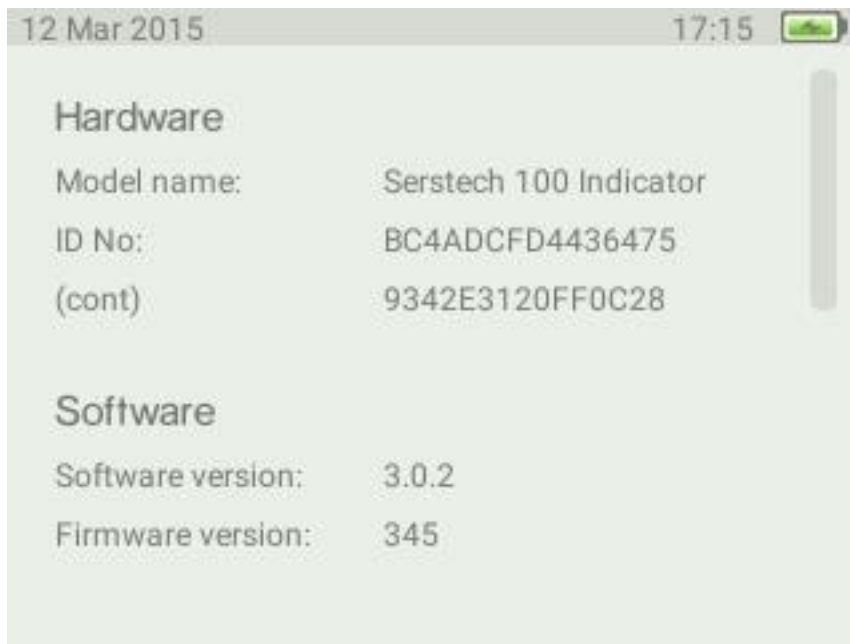 12 Mar 2015 17:15
Hardware
Model name: Serstech 100 Indicator
ID No: BC4ADCFD4436475
(cont) 9342E3120FF0C28
Software
Software version: 3.0.2
Firmware version: 345